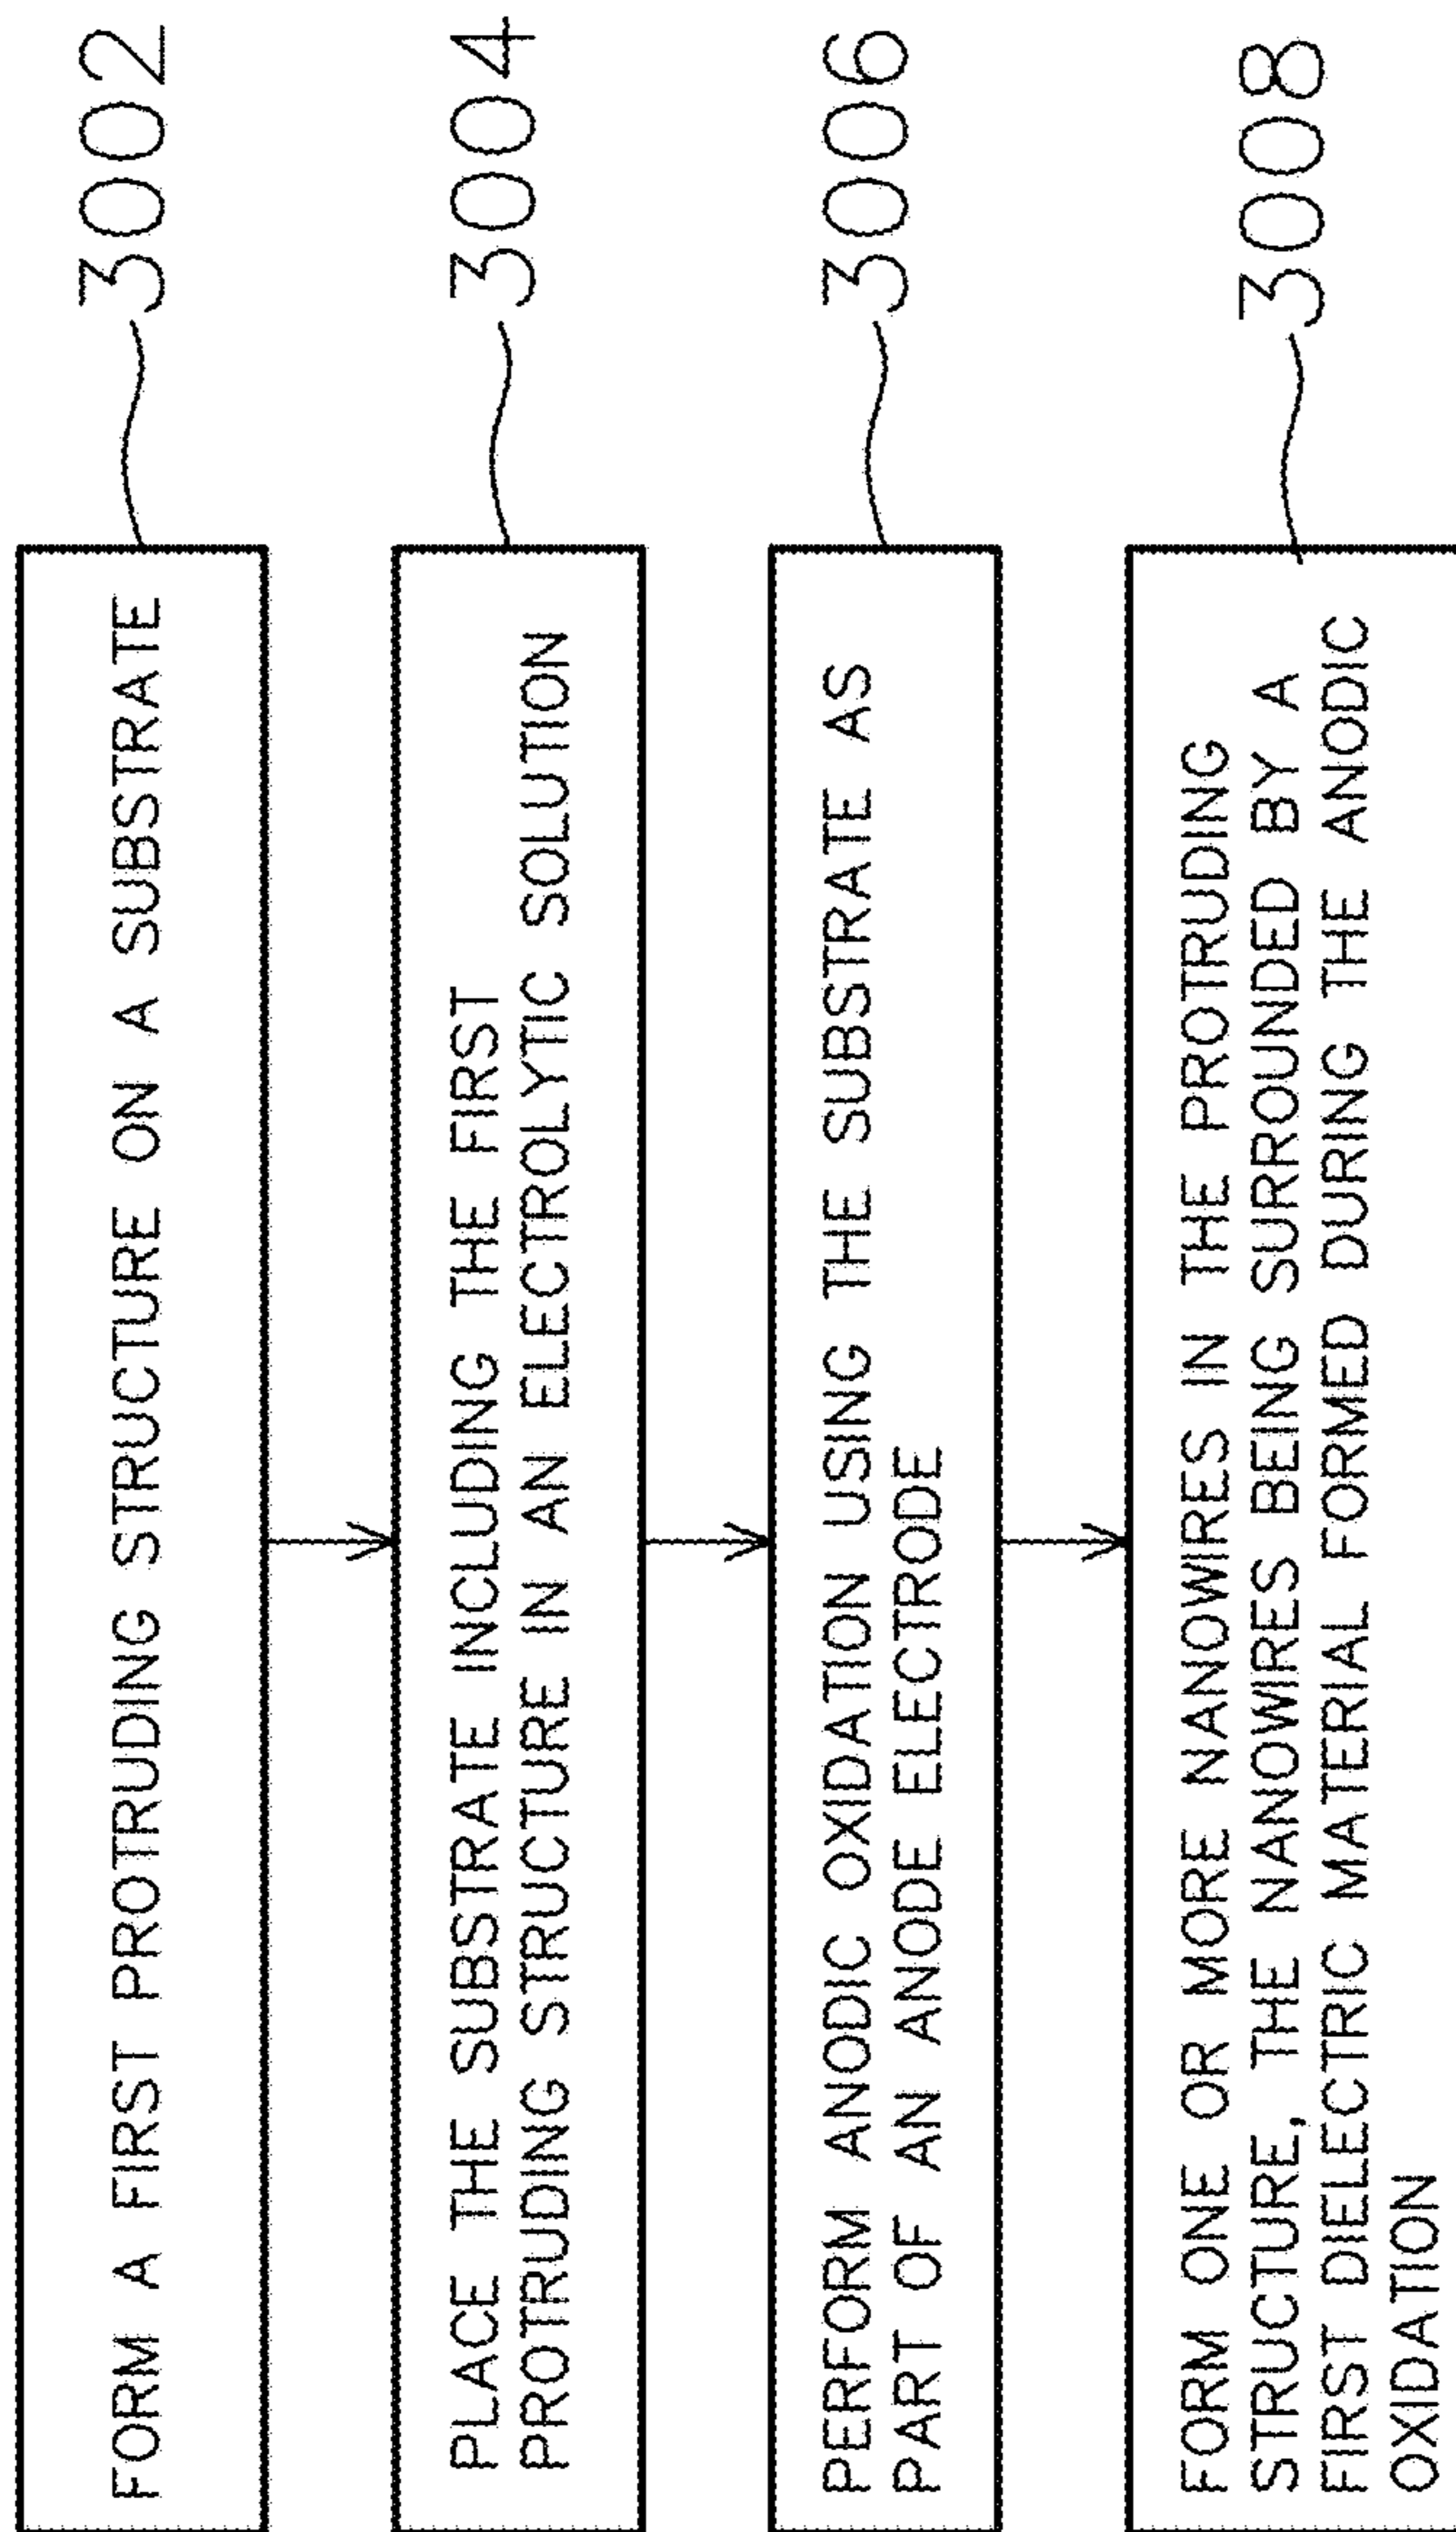 FORM A FIRST PROTRUDING STRUCTURE ON A SUBSTRATE
3002
PLACE THE SUBSTRATE INCLUDING THE FIRST
PROTRUDING STRUCTURE IN AN ELECTROLYTIC SOLUTION
3004
PERFORM ANODIC OXIDATION USING THE SUBSTRATE AS
PART OF AN ANODE ELECTRODE
3006
FORM ONE OR MORE NANOWIRES IN THE PROTRUDING
STRUCTURE, THE NANOWIRES BEING SURROUNDED BY A
FIRST DIELECTRIC MATERIAL FORMED DURING THE ANODIC
OXIDATION
3008